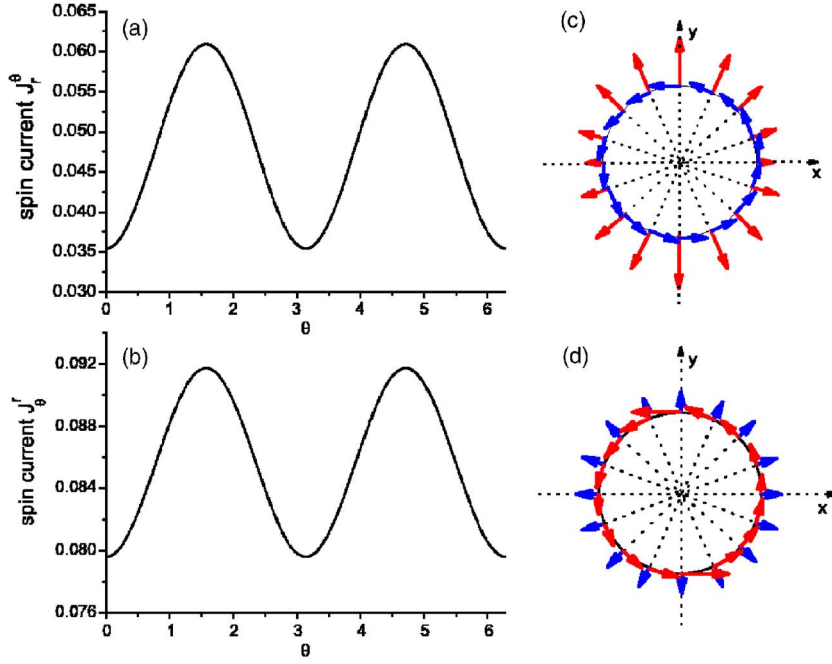 (a)
spin current J_r^θ
0.065
0.060
0.055
0.050
0.045
0.040
0.035
0.030
0 1 2 3 4 5 6
θ
(c)
y
x
(b)
spin current J_θ^r
0.092
0.088
0.084
0.080
0.076
0 1 2 3 4 5 6
θ
(d)
y
x